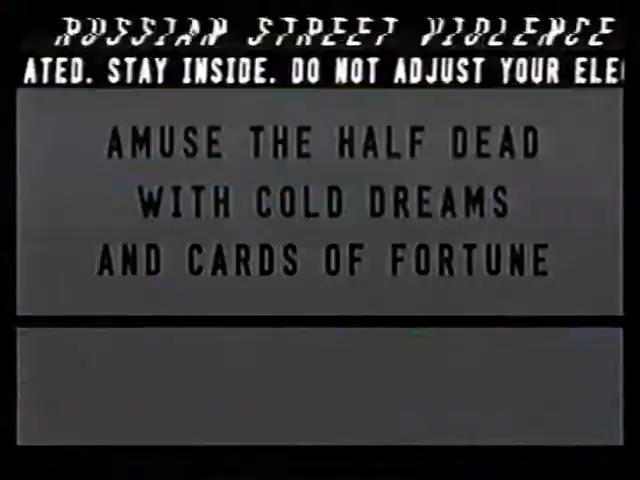 RUSSIAN STREET VIOLENCE
ATED. STAY INSIDE. DO NOT ADJUST YOUR ELE
AMUSE THE HALF DEAD
WITH COLD DREAMS
AND CARDS OF FORTUNE